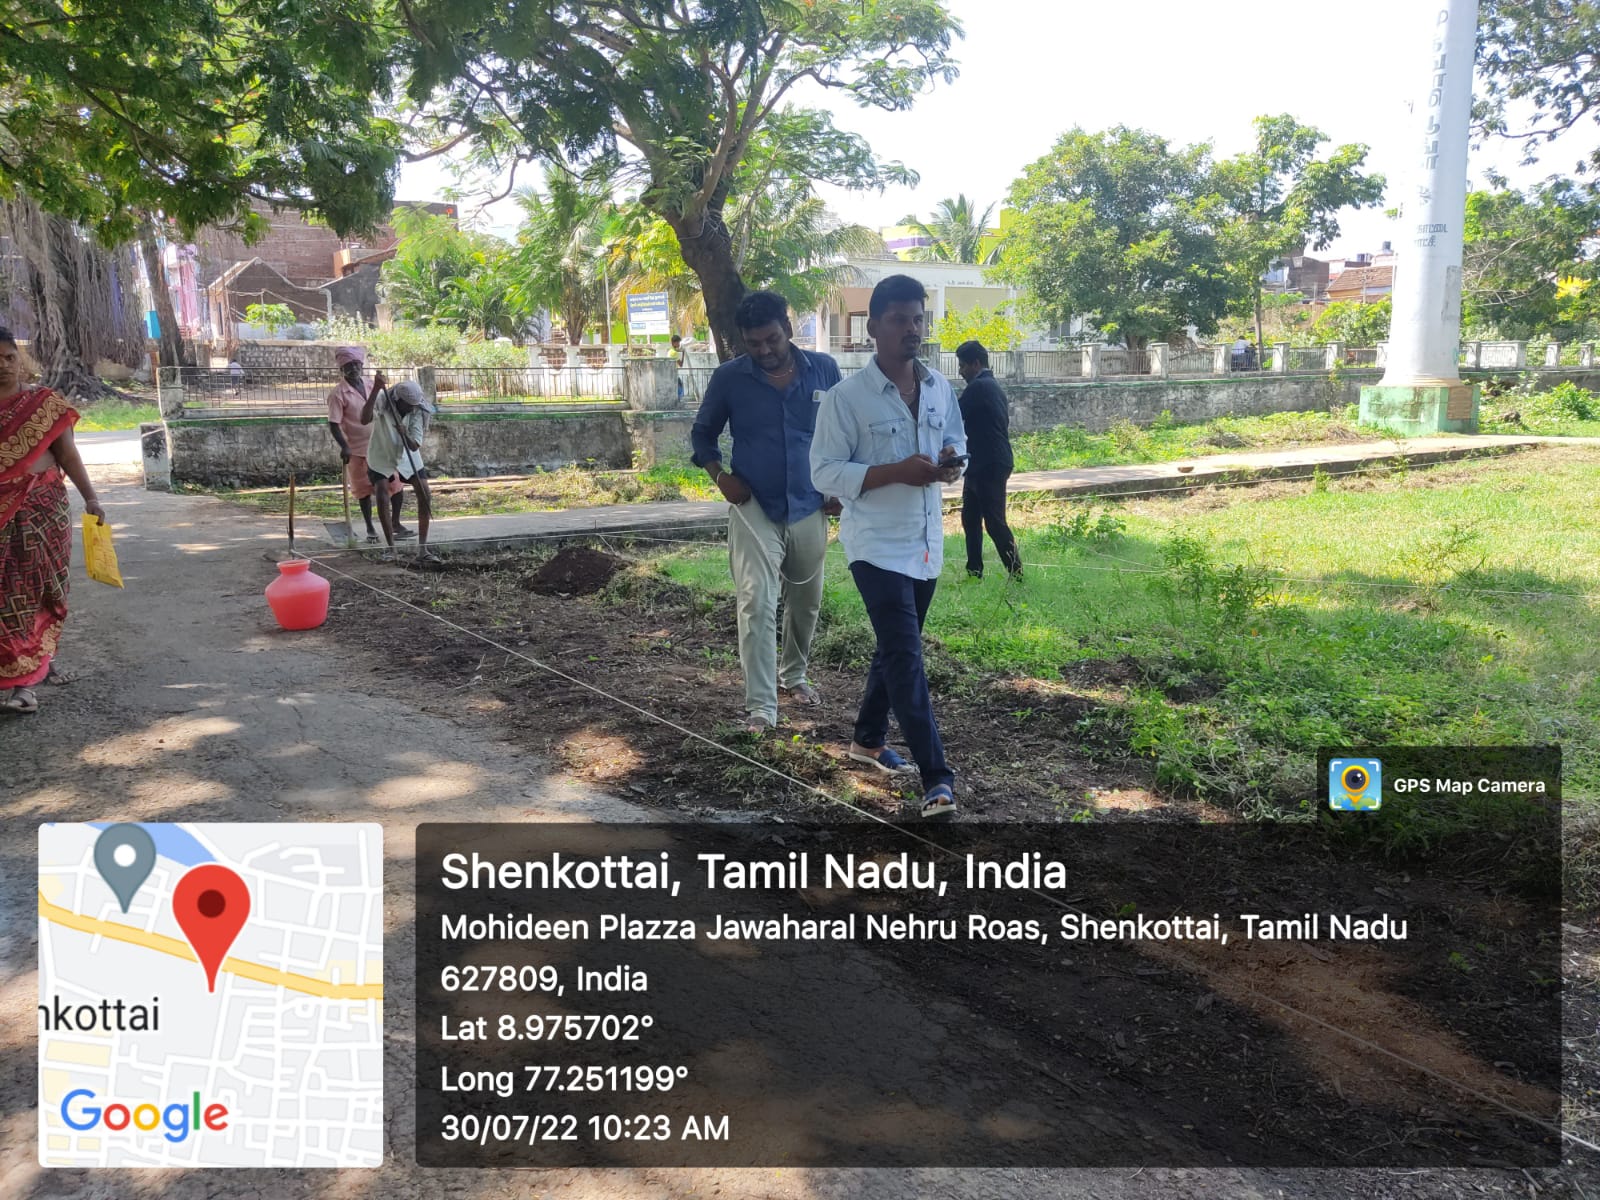 GPS Map Camera
nkottai
Google
Shenkottai, Tamil Nadu, India
Mohideen Plazza Jawaharal Nehru Roas, Shenkottai, Tamil Nadu
627809, India
Lat 8.975702°
Long 77.251199°
30/07/22 10:23 AM